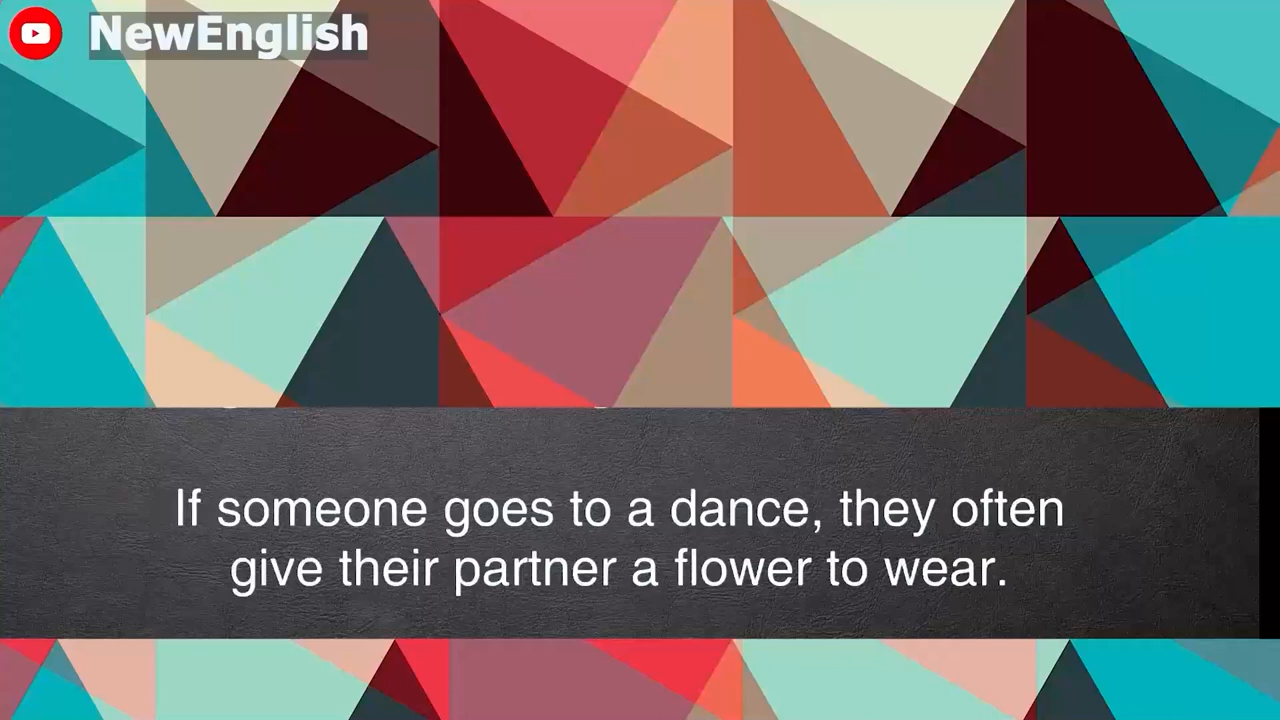 NewEnglish
If someone goes to a dance, they often
give their partner a flower to wear.